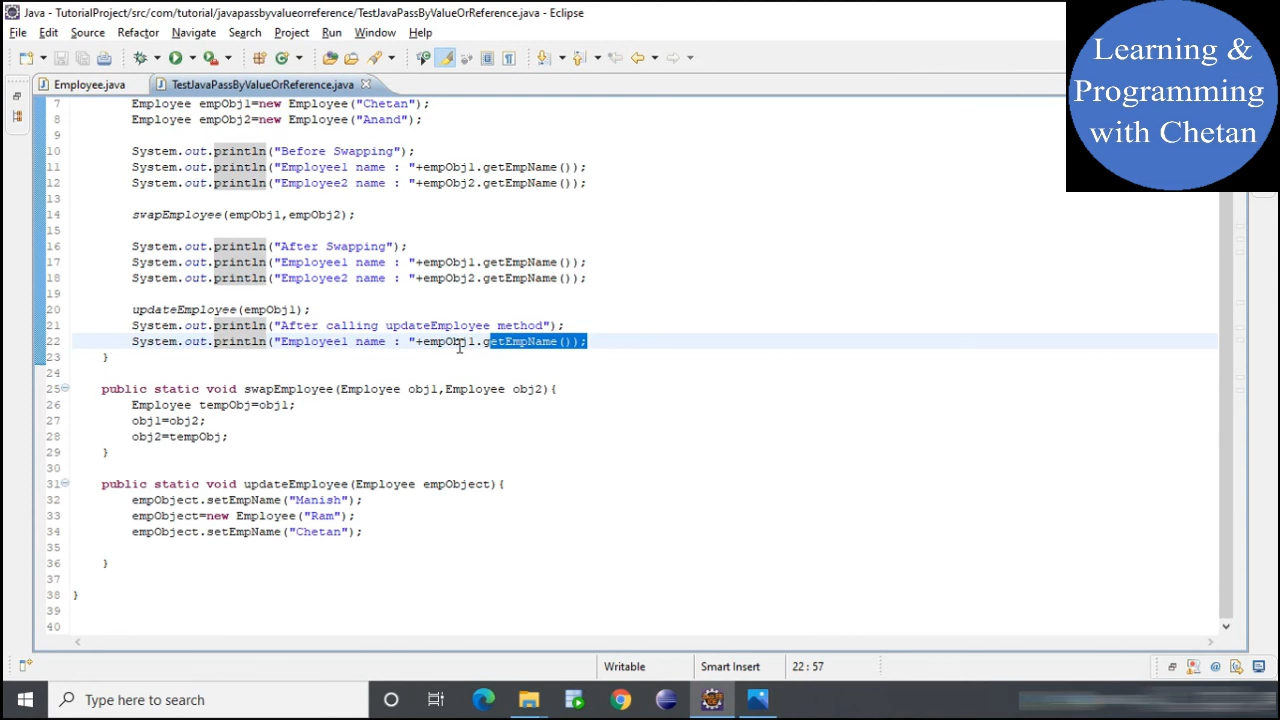 Java - TutorialProject/src/com/tutorial/javapassbyvalueorreference/TestJavaPassByValueOrReference.java - Eclipse
File Edit Source Refactor Navigate Search Project Run Window Help
Learning &
Programming
with Chetan
Employee.java TestJavaPassByValueOrReference.java
7 Employee empObj1=new Employee("Chetan");
8 Employee empObj2=new Employee("Anand");
9
10 System.out.println("Before Swapping");
11 System.out.println("Employee1 name : "+empObj1.getEmpName());
12 System.out.println("Employee2 name : "+empObj2.getEmpName());
13
14 swapEmployee(empObj1,empObj2);
15
16 System.out.println("After Swapping");
17 System.out.println("Employee1 name : "+empObj1.getEmpName());
18 System.out.println("Employee2 name : "+empObj2.getEmpName());
19
20 updateEmployee(empObj1);
21 System.out.println("After calling updateEmployee method");
22 System.out.println("Employee1 name : "+empObj1.getEmpName());
23 }
24
25 public static void swapEmployee(Employee obj1,Employee obj2){
26 Employee tempObj=obj1;
27 obj1=obj2;
28 obj2=tempObj;
29 }
30
31 public static void updateEmployee(Employee empObject){
32 empObject.setEmpName("Manish");
33 empObject=new Employee("Ram");
34 empObject.setEmpName("Chetan");
35
36 }
37
38 }
39
40
Writable Smart Insert 22 : 57
Type here to search